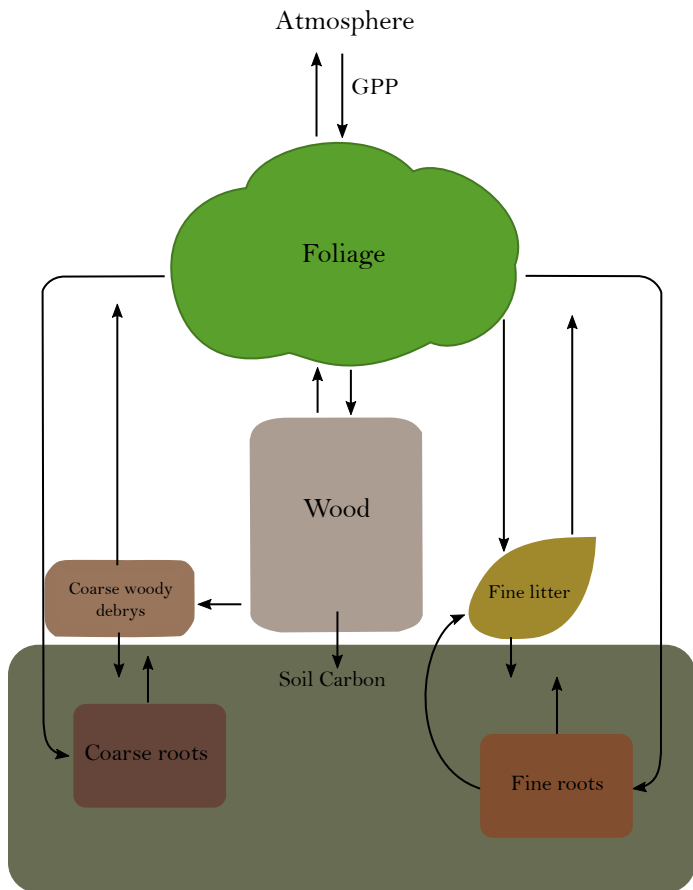 Atmosphere
GPP
Foliage
Wood
Coarse woody
debrys
Fine litter
Soil Carbon
Coarse roots
Fine roots